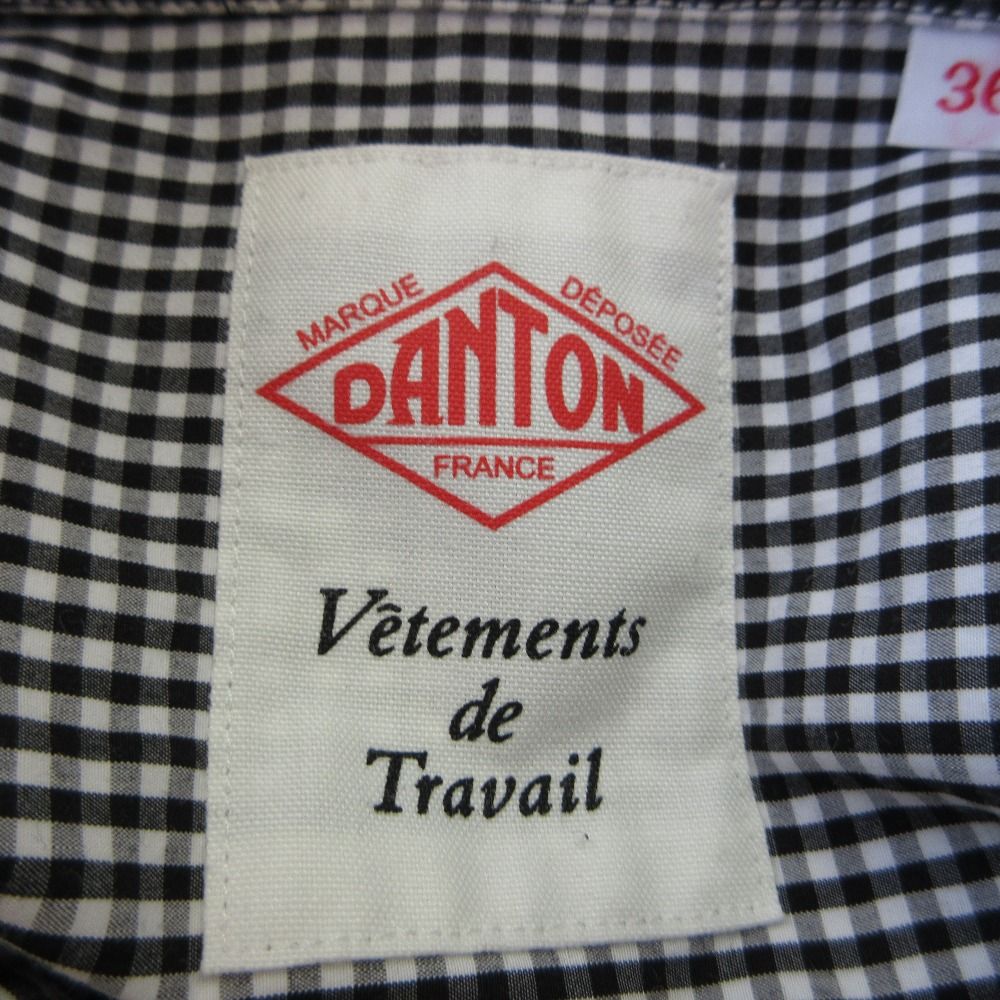 36
MARQUE DÉPOSÉE
DANTON
FRANCE
Vêtements
de
Travail